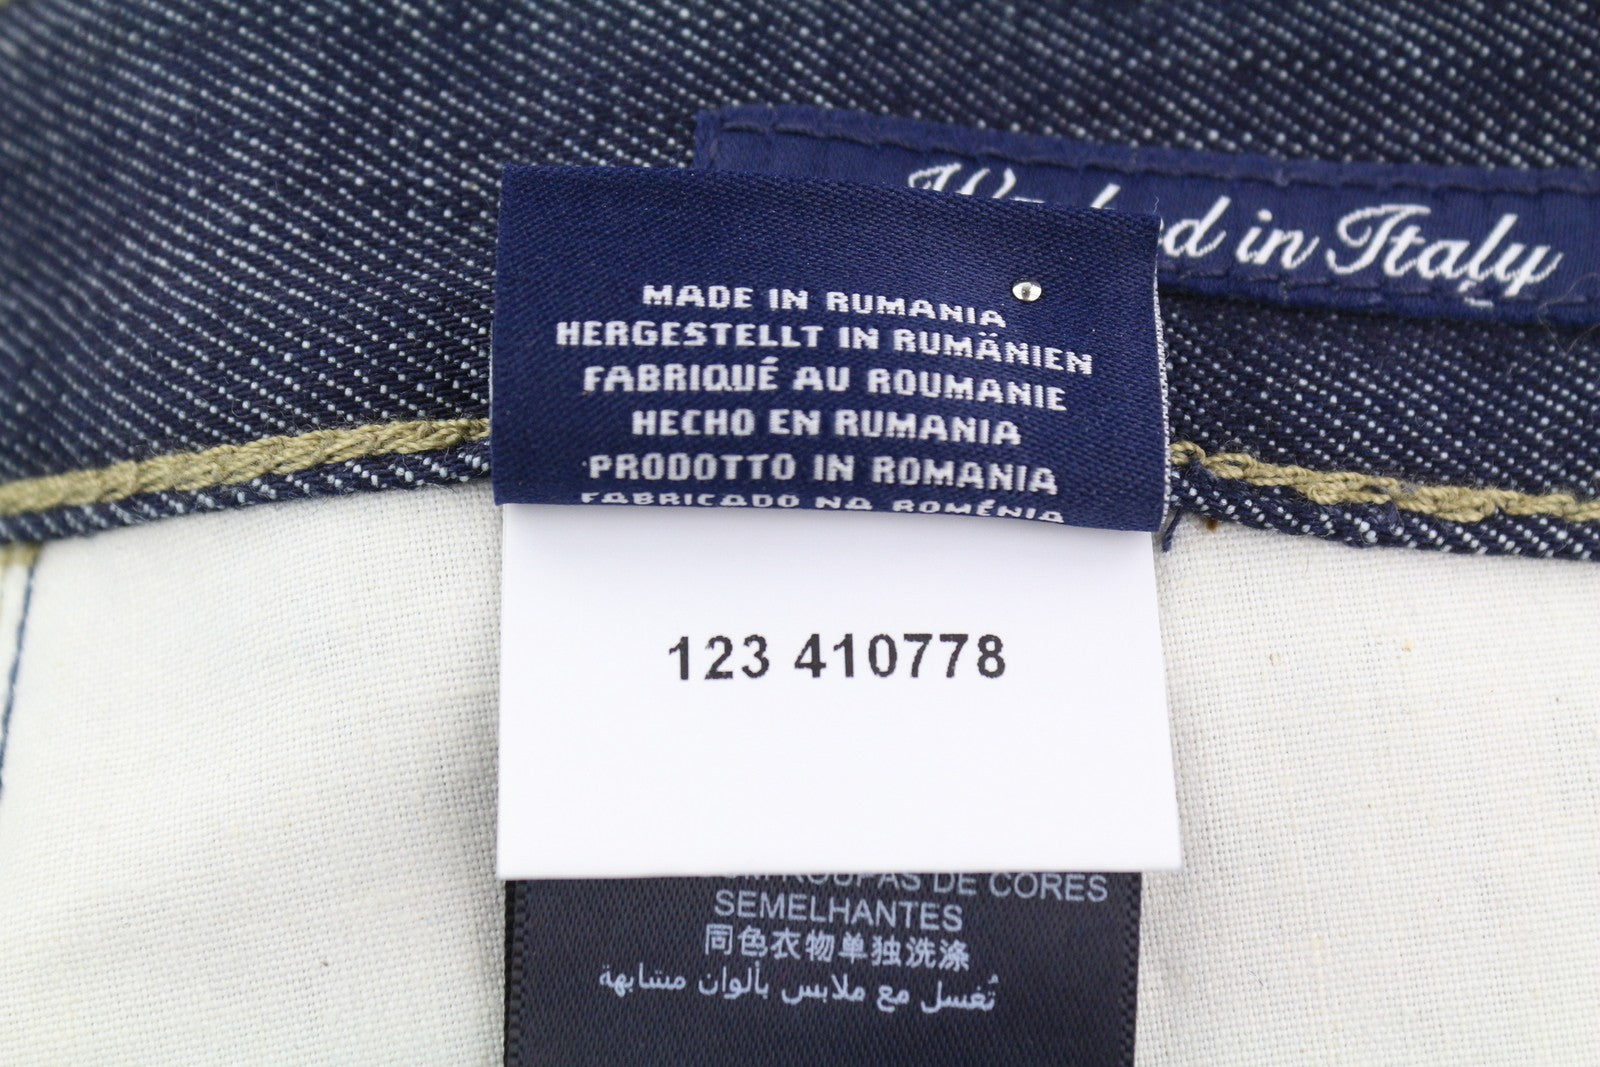 in Italy
MADE IN RUMANIA
HERGESTELLT IN RUMÄNIEN
FABRIQUÉ AU ROUMANIE
HECHO EN RUMANIA
PRODOTTO IN ROMANIA
FABRICADO NA ROMÉNIA
123 410778
ROUPAS DE CORES
SEMELHANTES
同色衣物单独洗涤
تُغسل مع ملابس بألوان مشابهة